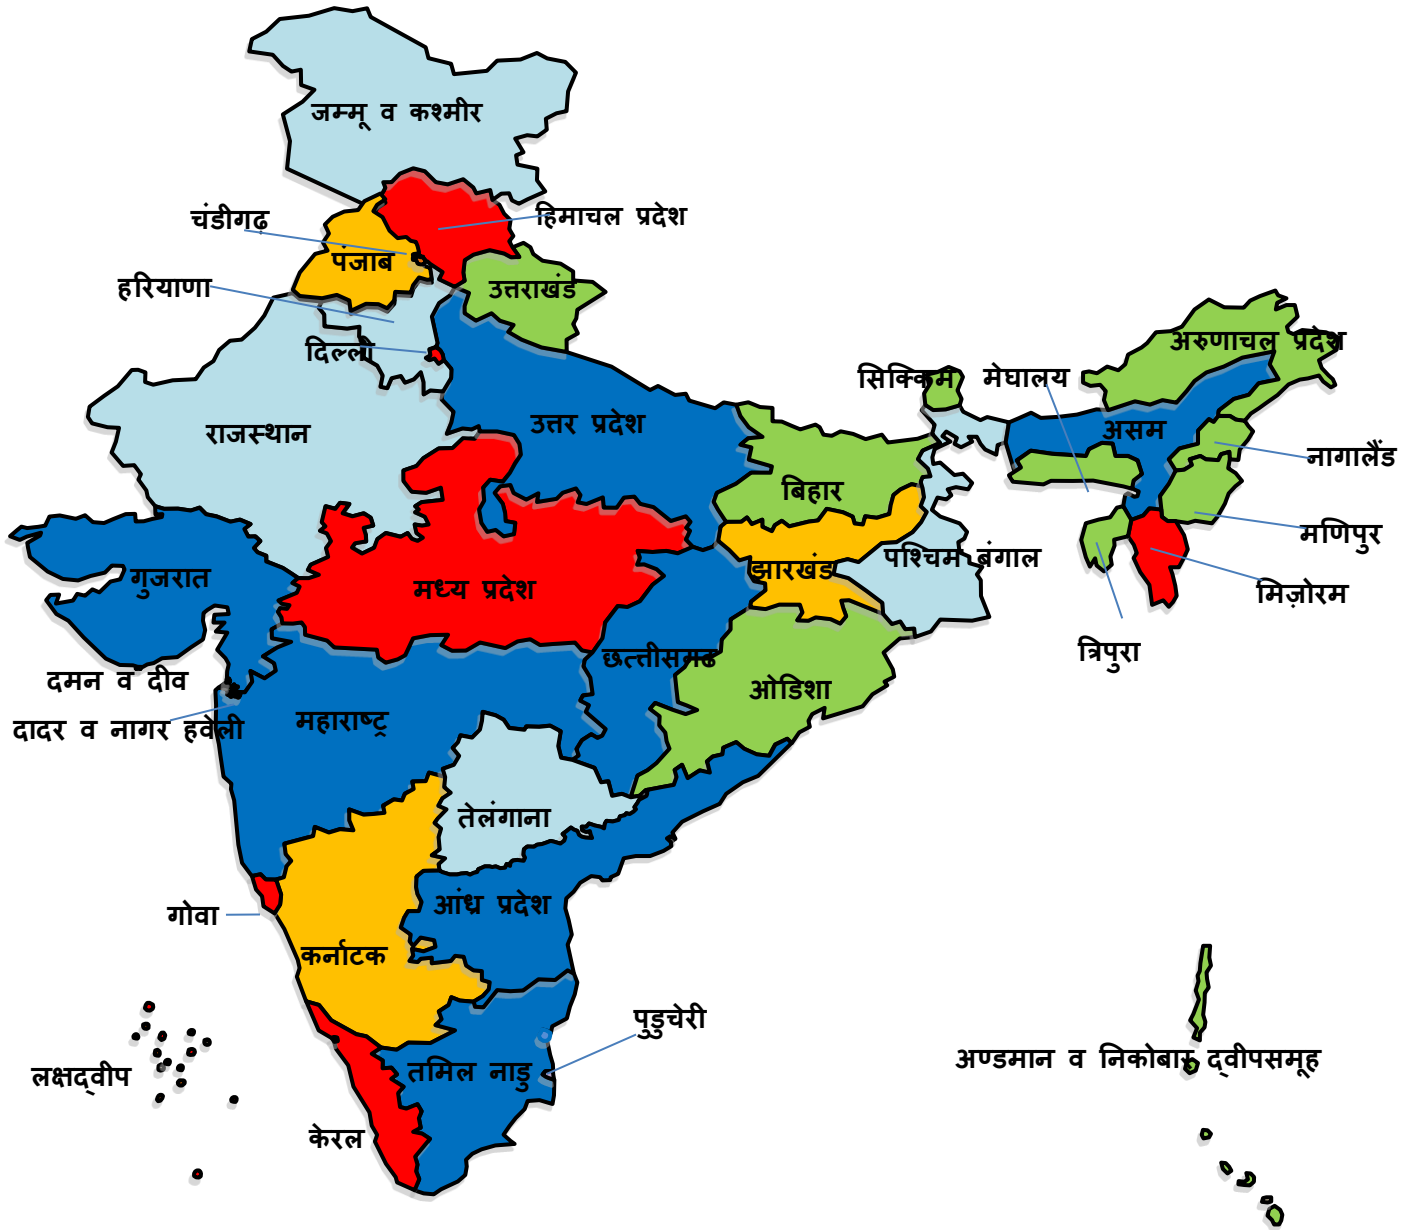 जम्मू व कश्मीर
चंडीगढ़
हिमाचल प्रदेश
पंजाब
हरियाणा
उत्तराखंड
दिल्ली
अरुणाचल प्रदेश
सिक्किम
मेघालय
राजस्थान
उत्तर प्रदेश
असम
नागालैंड
बिहार
मणिपुर
पश्चिम बंगाल
गुजरात
मध्य प्रदेश
झारखंड
मिज़ोरम
त्रिपुरा
छत्तीसगढ
दमन व दीव
ओडिशा
महाराष्ट्र
दादर व नागर हवेली
तेलंगाना
आंध्र प्रदेश
गोवा
कर्नाटक
पुडुचेरी
अण्डमान व निकोबार द्वीपसमूह
लक्षद्वीप
तमिल नाडु
केरल